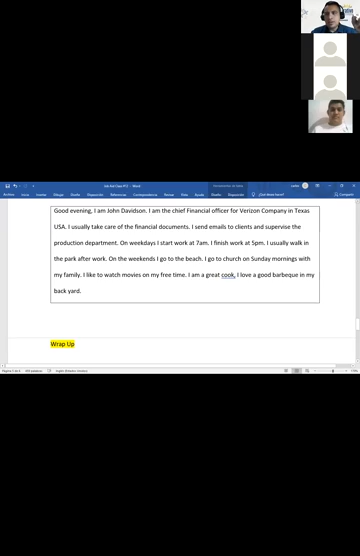 Good evening, I am John Davidson. I am the chief Financial officer for Verizon Company in Texas
USA. I usually take care of the financial documents. I send emails to clients and supervise the
production department. On weekdays I start work at 7am. I finish work at 5pm. I usually walk in
the park after work. On the weekends I go to the beach. I go to church on Sunday mornings with
my family. I like to watch movies on my free time. I am a great cook, I love a good barbeque in my
back yard.
Wrap Up